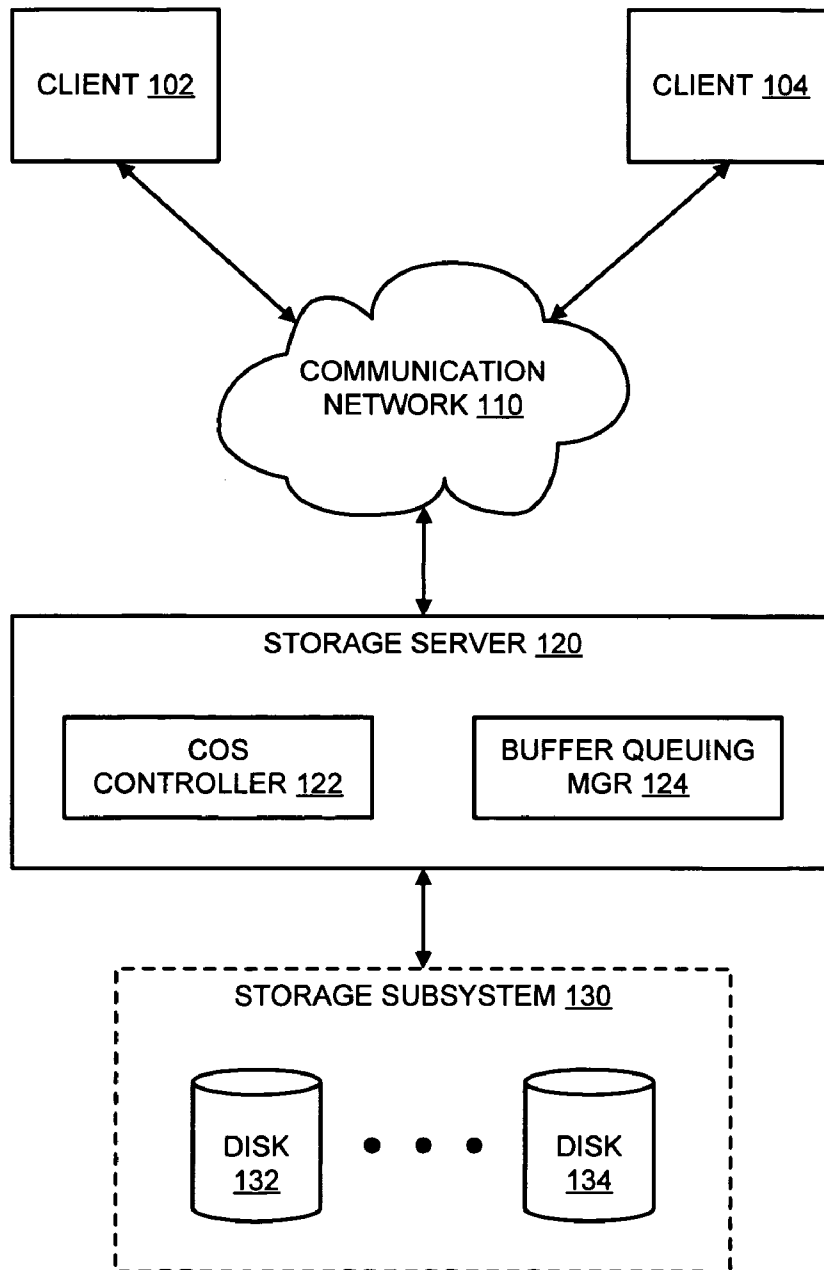 CLIENT 102
CLIENT 104
COMMUNICATION
NETWORK 110
STORAGE SERVER 120
COS
CONTROLLER 122
BUFFER QUEUING
MGR 124
STORAGE SUBSYSTEM 130
DISK
132
DISK
134